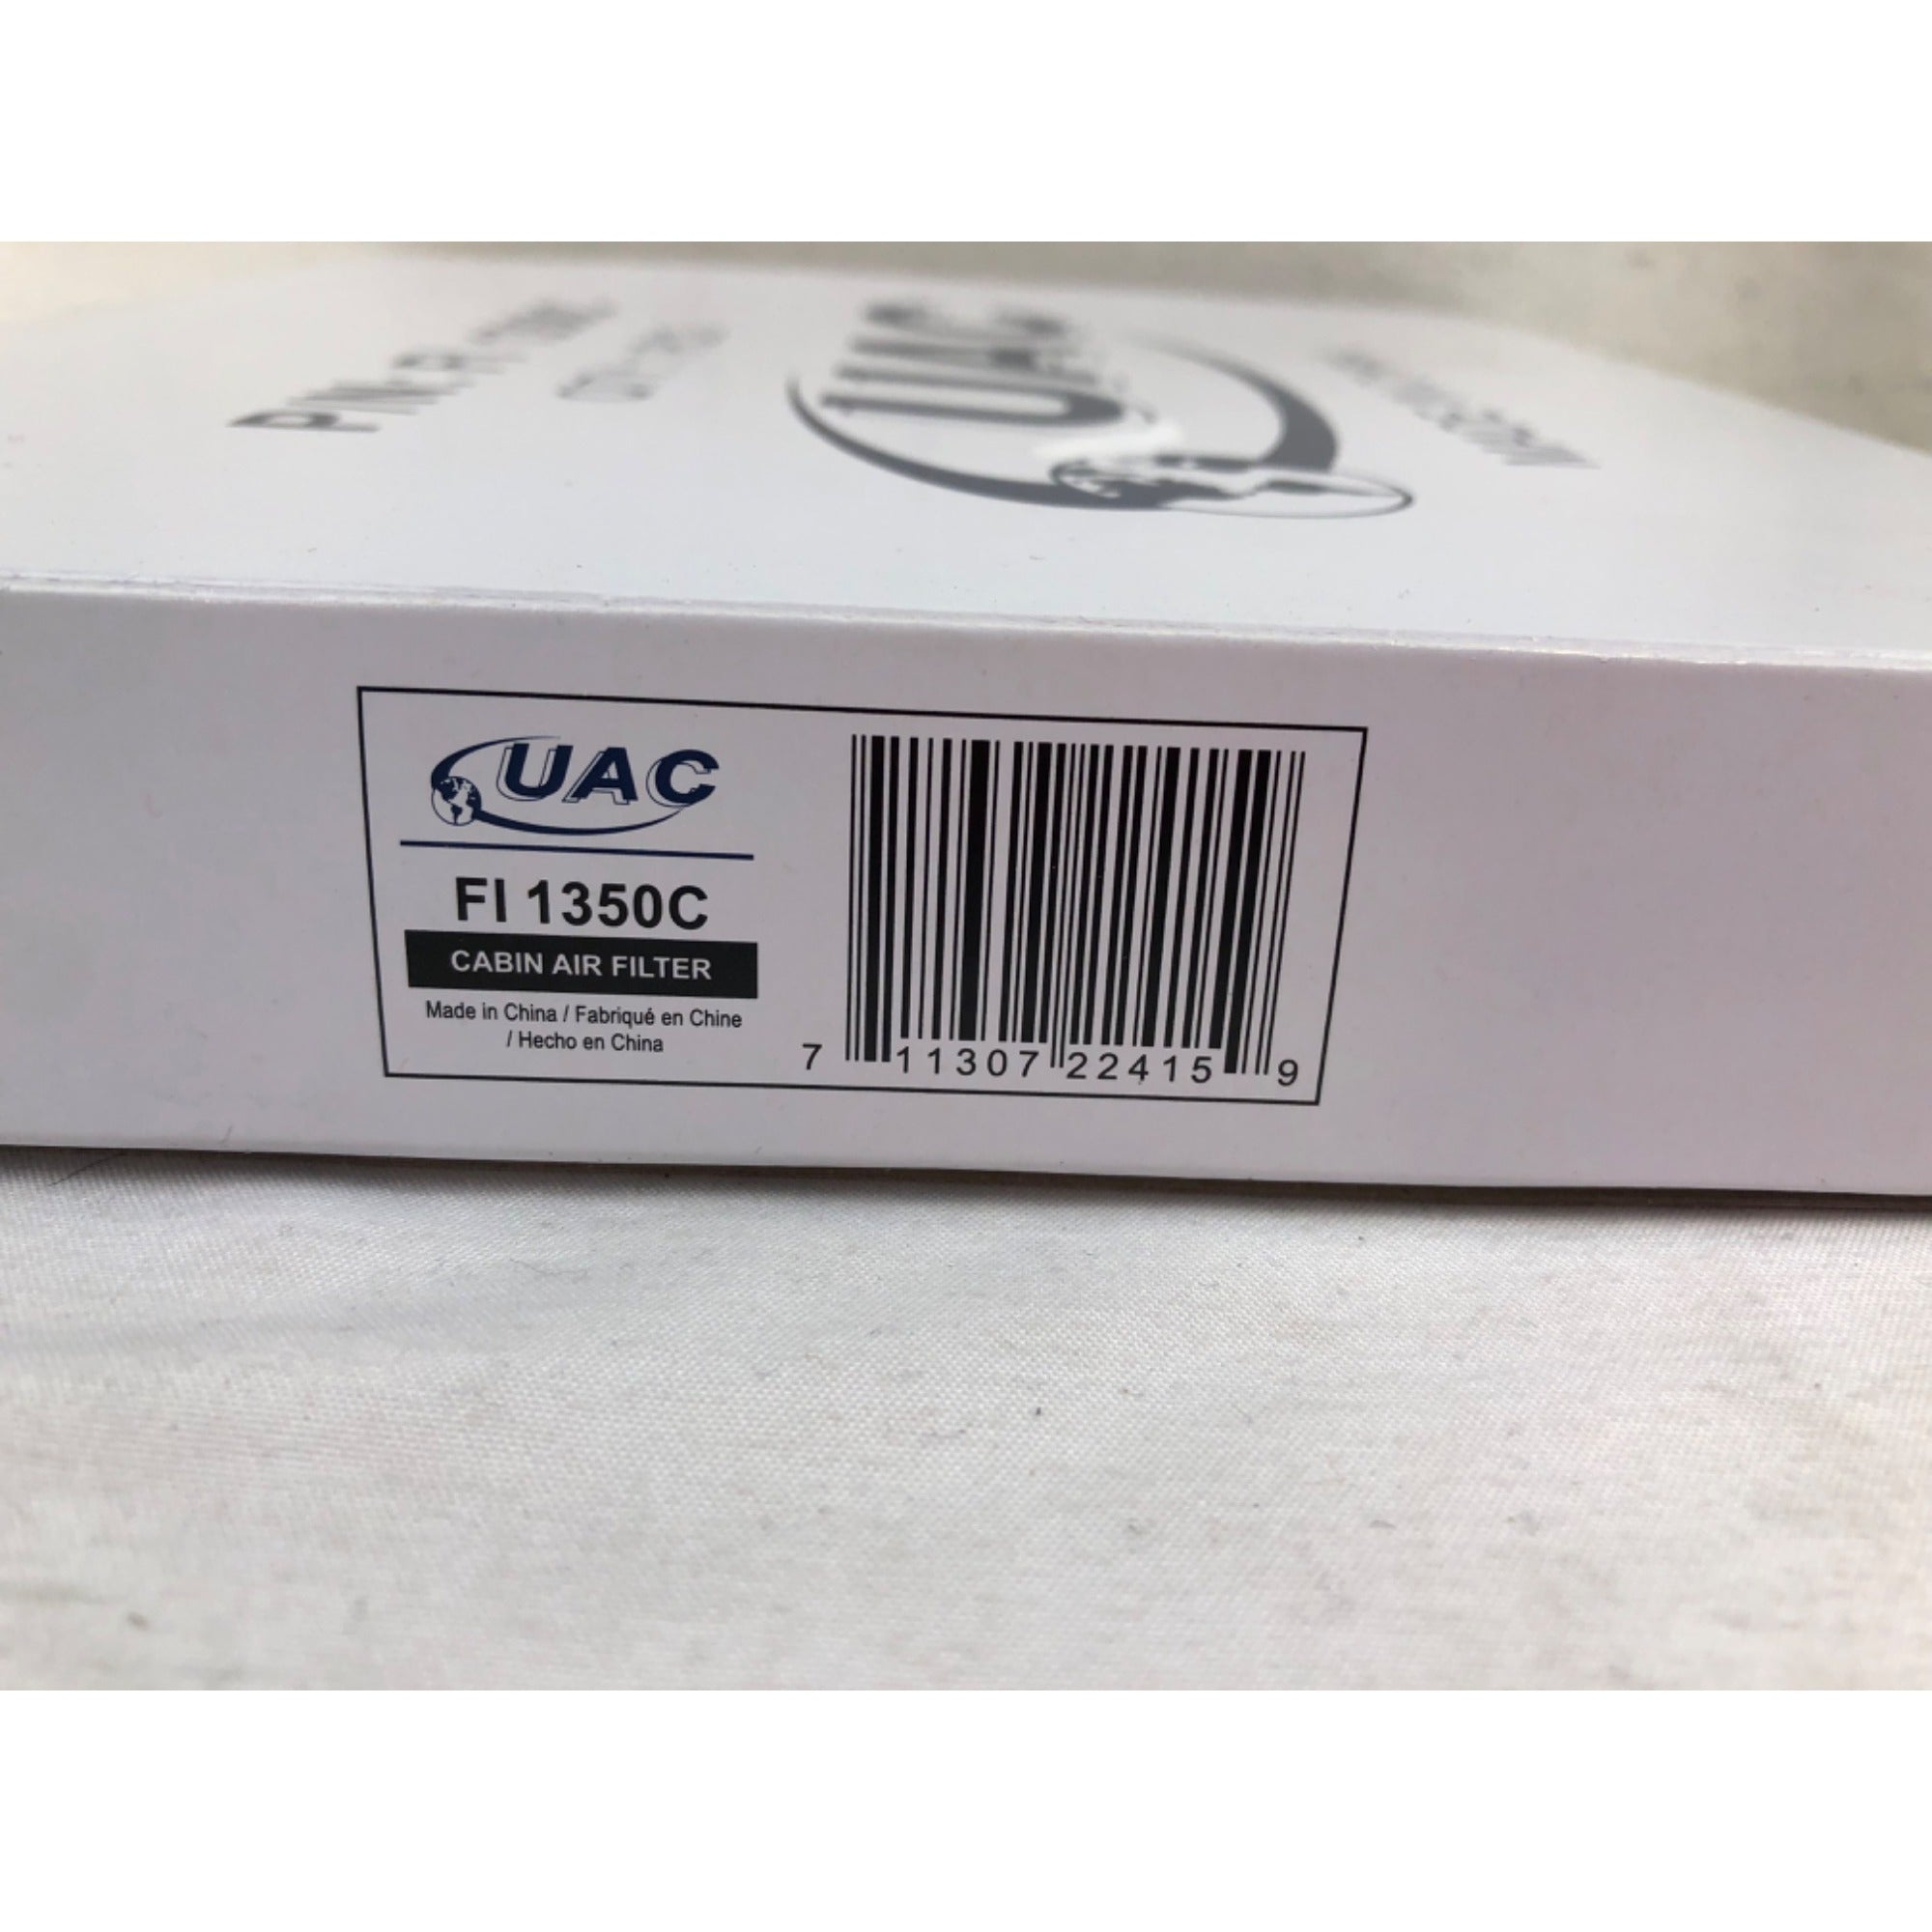 UAC
UAC
FI 1350C
CABIN AIR FILTER
Made in China / Fabriqué en Chine
/ Hecho en China
7 11307 22415 9